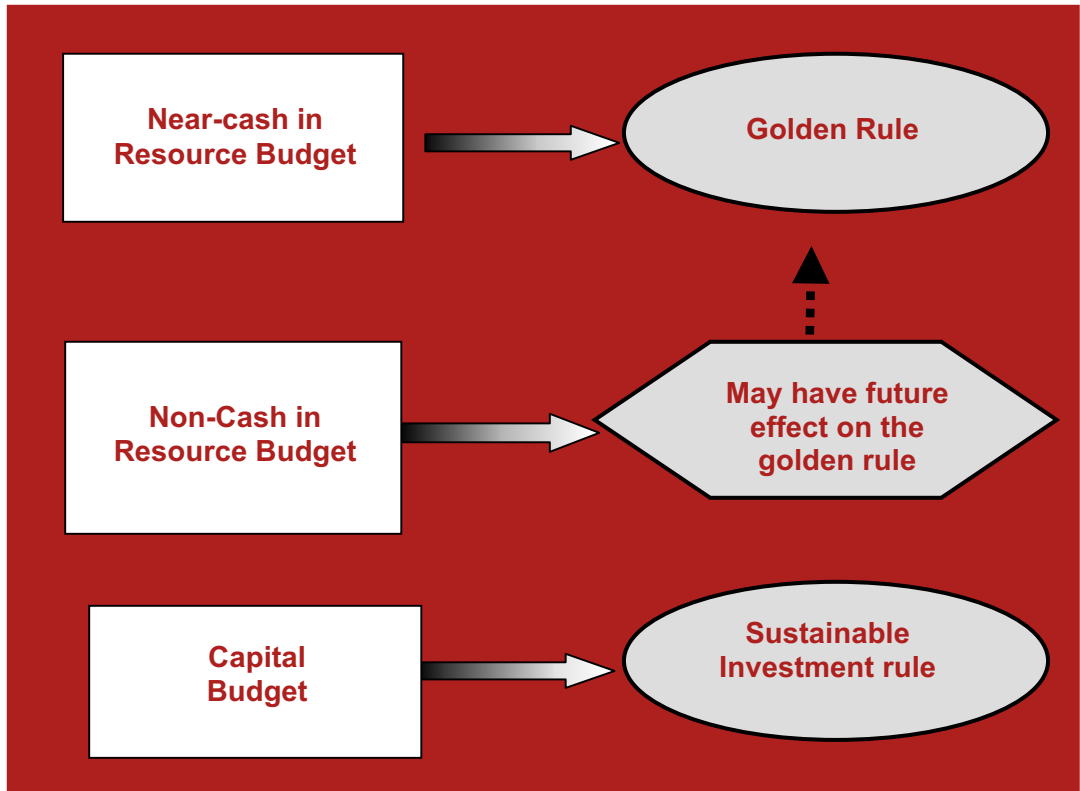 Near-cash in
Resource Budget
Golden Rule
Non-Cash in
Resource Budget
May have future
effect on the
golden rule
Capital
Budget
Sustainable
Investment rule